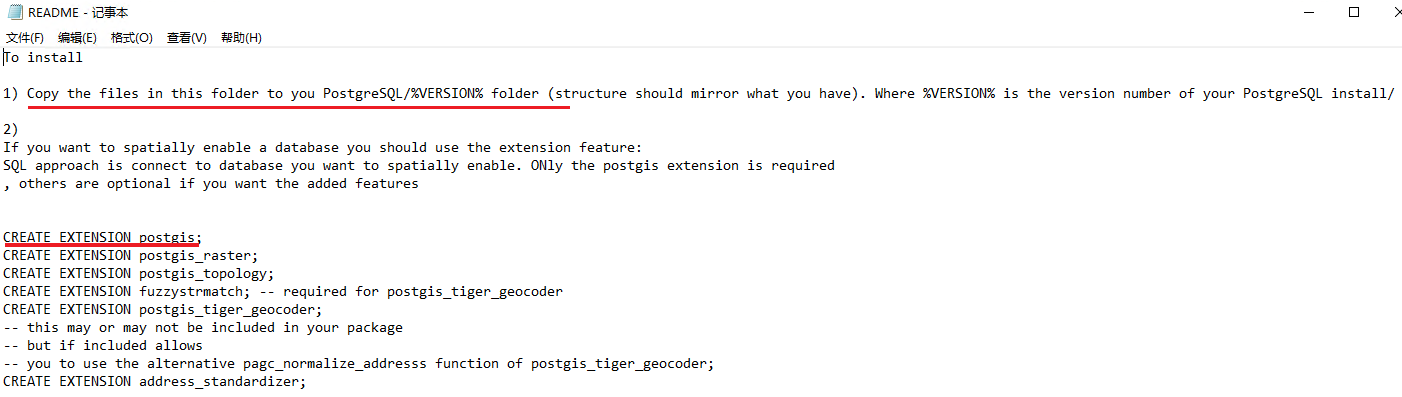 README - 记事本
文件(F) 编辑(E) 格式(O) 查看(V) 帮助(H)
To install
1) Copy the files in this folder to you PostgreSQL/%VERSION% folder (structure should mirror what you have). Where %VERSION% is the version number of your PostgreSQL install/
2)
If you want to spatially enable a database you should use the extension feature:
SQL approach is connect to database you want to spatially enable. ONly the postgis extension is required
, others are optional if you want the added features
CREATE EXTENSION postgis;
CREATE EXTENSION postgis_raster;
CREATE EXTENSION postgis_topology;
CREATE EXTENSION fuzzystrmatch; -- required for postgis_tiger_geocoder
CREATE EXTENSION postgis_tiger_geocoder;
-- this may or may not be included in your package
-- but if included allows
-- you to use the alternative pagc_normalize_addresss function of postgis_tiger_geocoder;
CREATE EXTENSION address_standardizer;